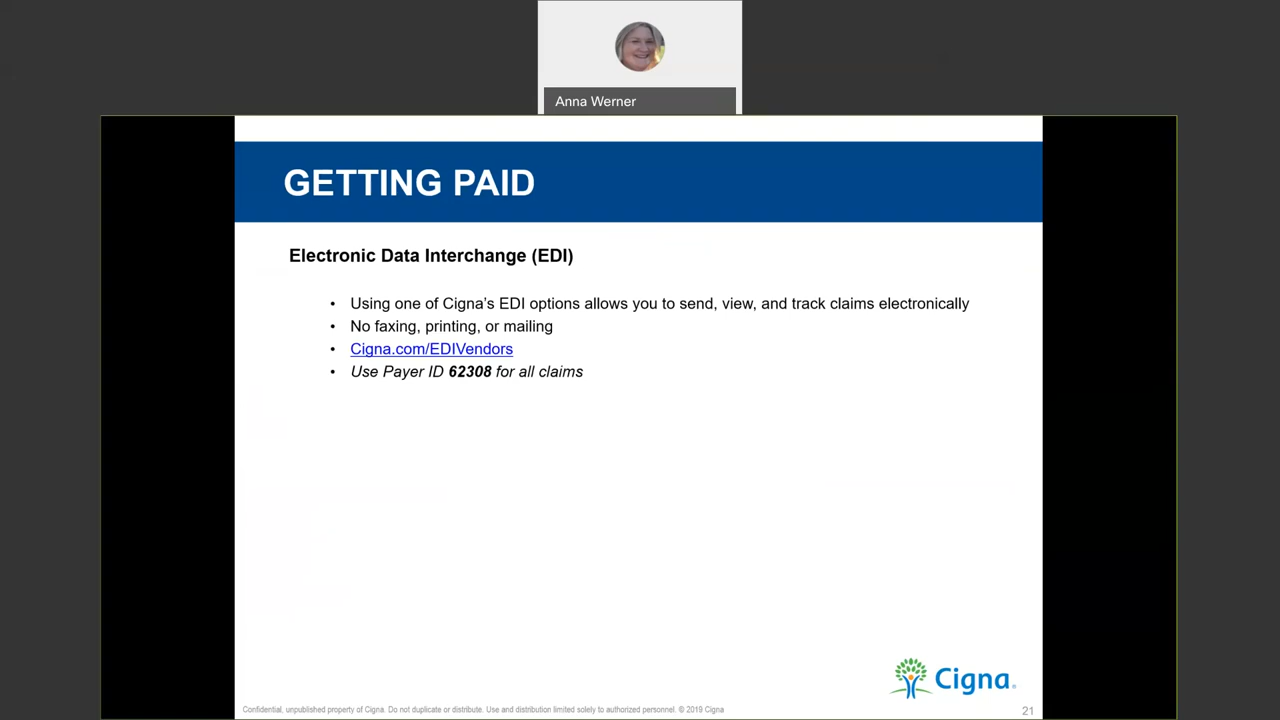 Anna Werner
GETTING PAID
Electronic Data Interchange (EDI)
• Using one of Cigna’s EDI options allows you to send, view, and track claims electronically
• No faxing, printing, or mailing
• Cigna.com/EDIVendors
• Use Payer ID 62308 for all claims
Cigna®
Confidential, unpublished property of Cigna. Do not duplicate or distribute. Use and distribution limited solely to authorized personnel. © 2019 Cigna
21